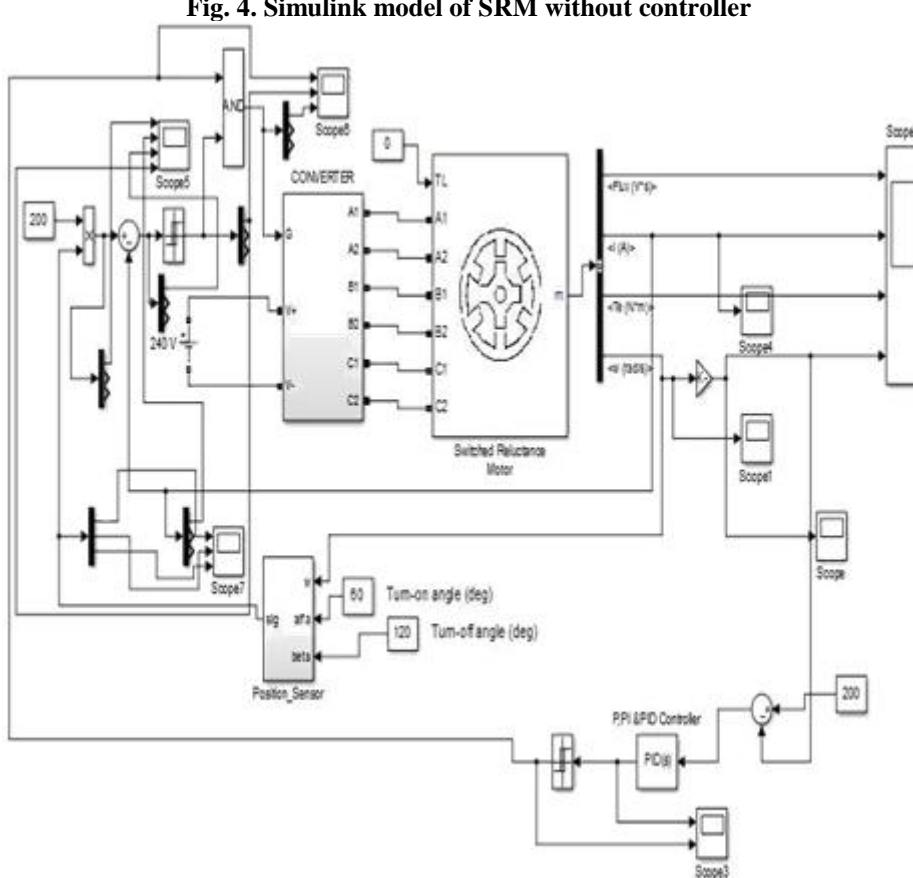 Fig. 4. Simulink model of SRM without controller
AND
Scope6
Scope5
Scope
0
CONVERTER
TL
<Flux (V*s)>
200
G
A1
A1
<I (A)>
A2
A2
B1
B1
m
<Te (N*m)>
V+
B2
B2
240 V
C1
C1
<w (rad/s)>
Scope4
V-
C2
C2
Switched Reluctance
Motor
Scope1
Scope7
w
Scope
60
Turn-on angle (deg)
sig
alfa
120
Turn-off angle (deg)
beta
Position_Sensor
200
P,PI &PID Controller
PID(s)
Scope3